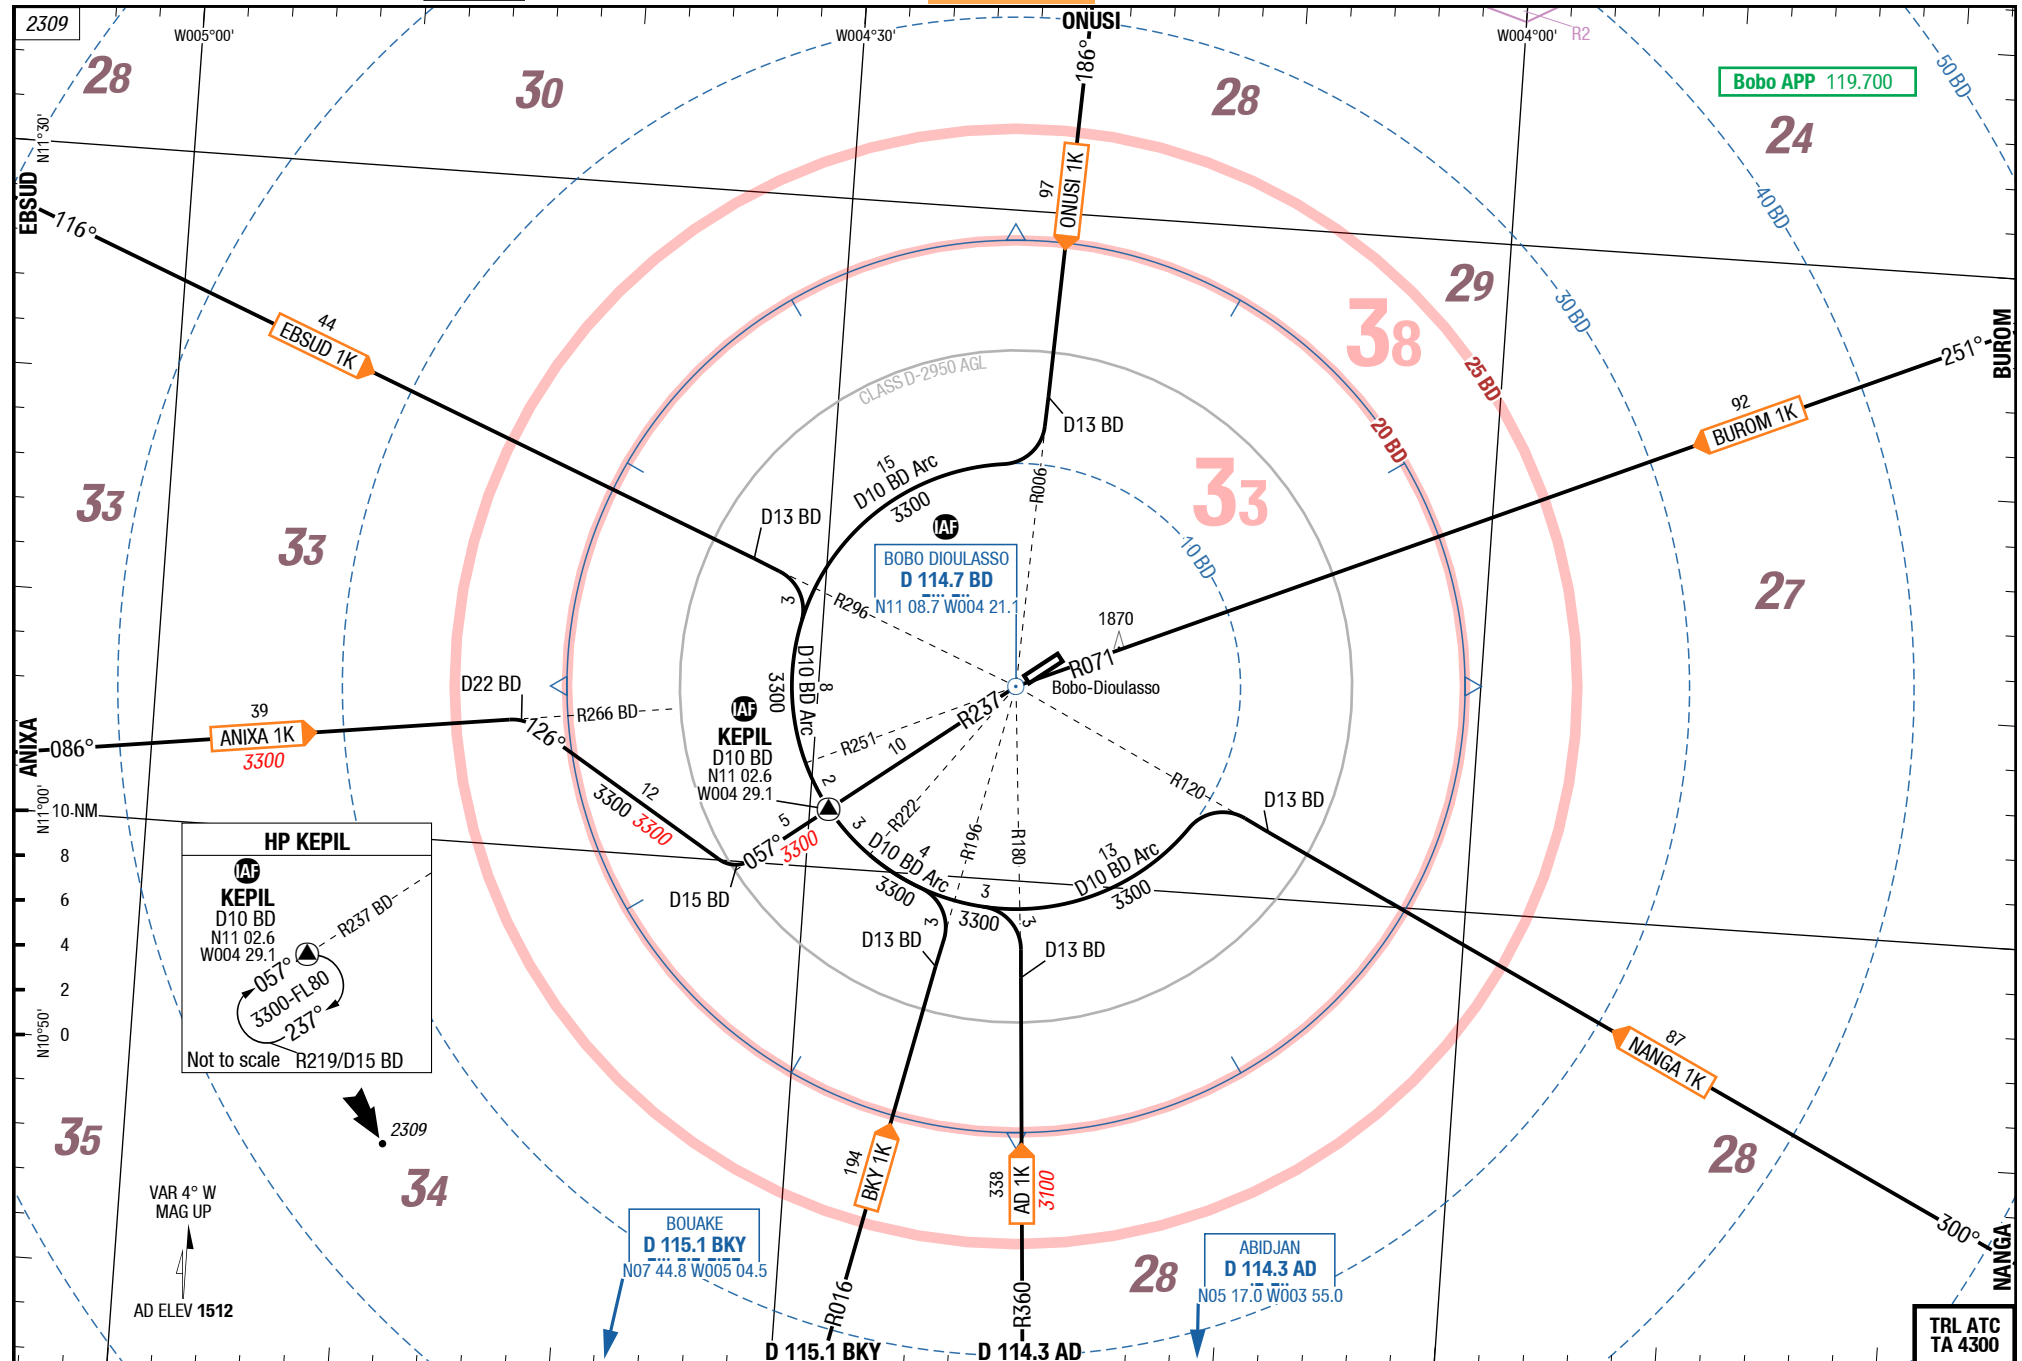 2309
W005°00'
W004°30'
ONUSI
186°
W004°00'
R2
50 BD
28
30
28
Bobo APP 119.700
24
N11°30'
EBSUD
116°
97
ONUSI 1K
40 BD
29
30 BD
38
25 BD
BUROM
251°
44
EBSUD 1K
CLASS D-2950 AGL
92
BUROM 1K
20 BD
D13 BD
15
D10 BD Arc
3300
R006
33
33
33
D13 BD
IAF
BOBO DIOULASSO
D 114.7 BD
N11 08.7 W004 21.1
10 BD
27
3
R296
1870
R071
Bobo-Dioulasso
D10 BD Arc
3300
8
D22 BD
R266 BD
IAF
KEPIL
D10 BD
N11 02.6
W004 29.1
R237
10
R251
2
ANIXA
086°
39
ANIXA 1K
3300
126°
12
3300 3300
5
057°
3300
D15 BD
3
R222
R196
R180
R120
D13 BD
4
D10 BD Arc
3300
3
3300
13
D10 BD Arc
3300
3
3
D13 BD
D13 BD
N11°00'
10 NM
8
6
4
2
0
N10°50'
HP KEPIL
IAF
KEPIL
D10 BD
N11 02.6
W004 29.1
R237 BD
057°
3300-FL80
237°
Not to scale
R219/D15 BD
2309
35
34
VAR 4° W
MAG UP
AD ELEV 1512
194
BKY 1K
338
AD 1K
3100
87
NANGA 1K
28
300°
NANGA
BOUAKE
D 115.1 BKY
N07 44.8 W005 04.5
28
ABIDJAN
D 114.3 AD
N05 17.0 W003 55.0
R016
R360
D 115.1 BKY
D 114.3 AD
TRL ATC
TA 4300